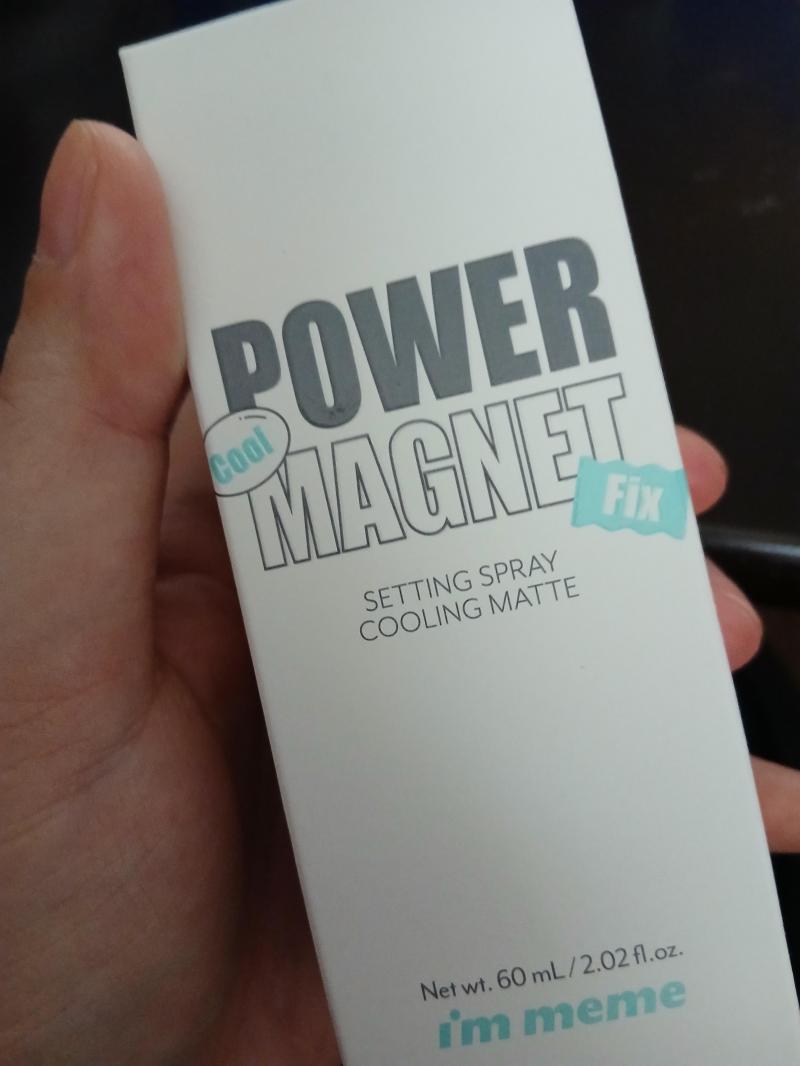 POWER
Cool
MAGNET
Fix
SETTING SPRAY
COOLING MATTE
Net wt. 60 mL / 2.02 fl.oz.
i'm meme